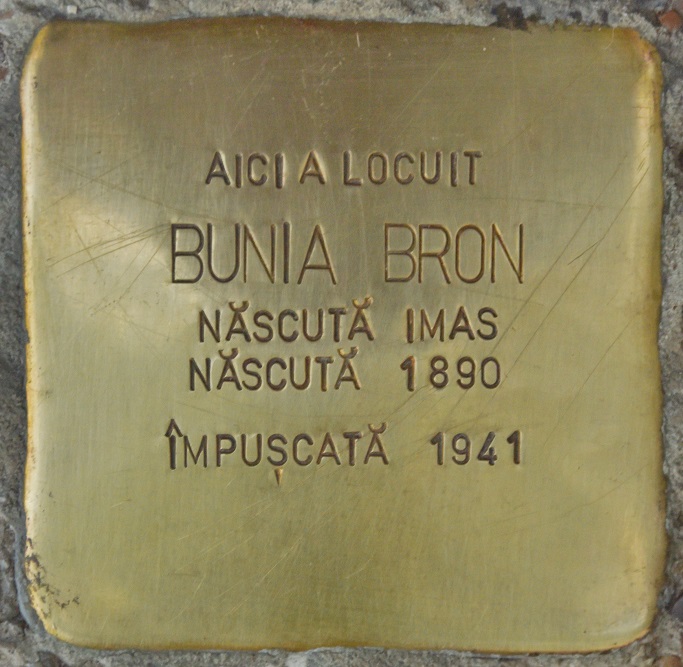 AICI A LOCUIT
BUNIA BRON
NĂSCUTĂ IMAS
NĂSCUTĂ 1890
ÎMPUȘCATĂ 1941